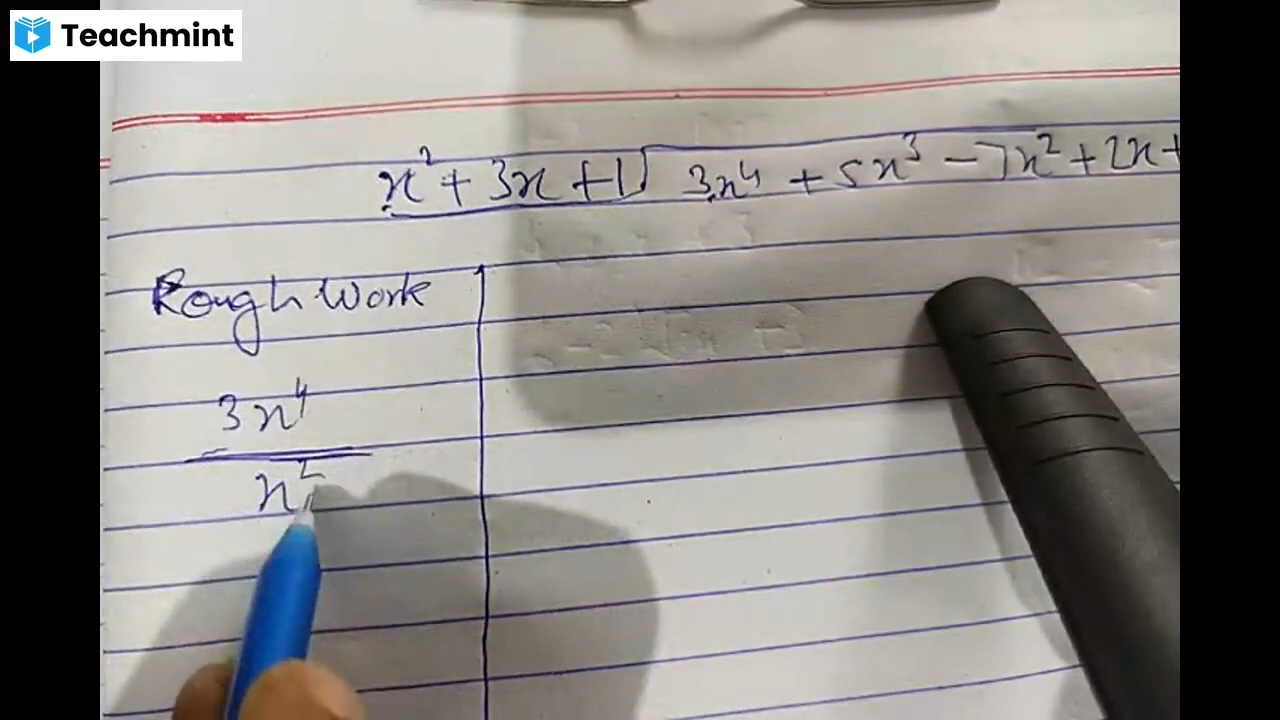 Teachmint
x² + 3x + 1) 3x⁴ + 5x³ - 7x² + 2x +
Rough Work
3x⁴
x²